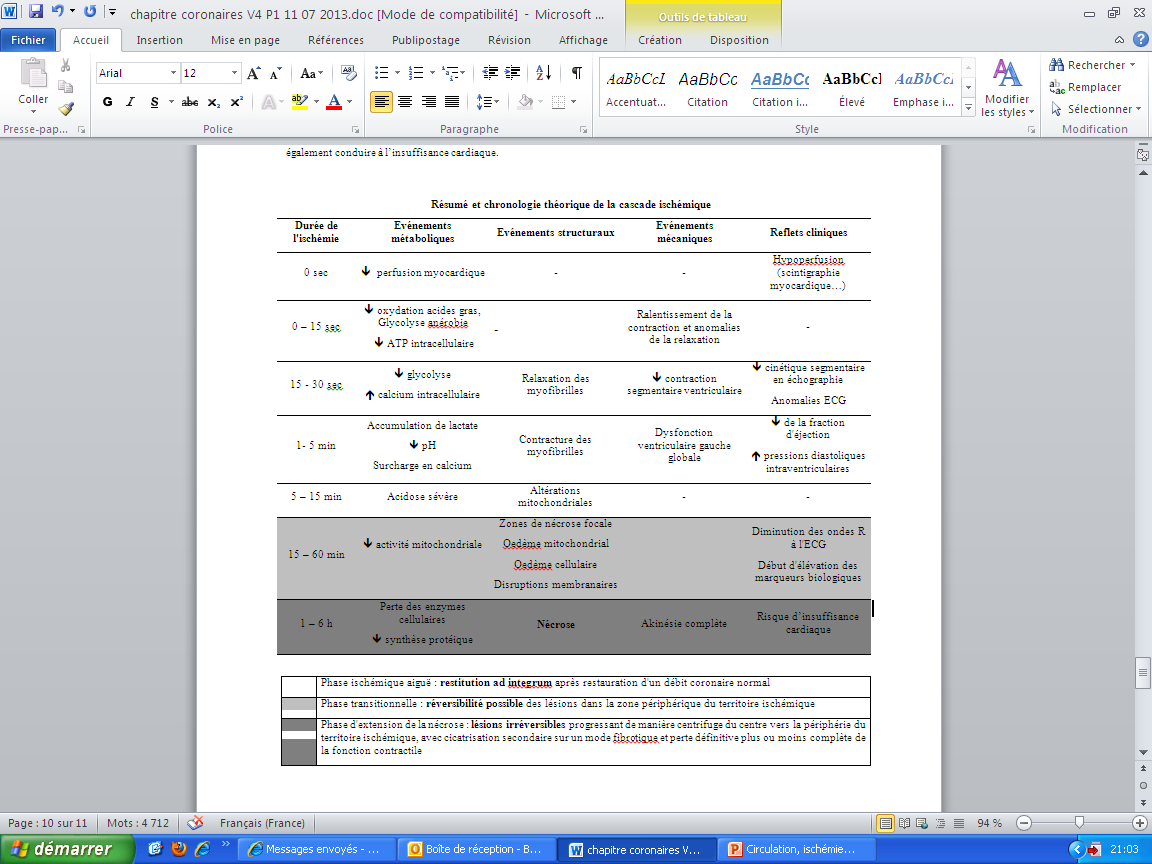 chapitre coronaires V4 P1 11 07 2013.doc [Mode de compatibilité] - Microsoft ...
Outils de tableau
Fichier Accueil Insertion Mise en page Références Publipostage Révision Affichage Création Disposition
Coller
Arial 12
G I S abc x₂ x²
Aa
A
AaBbCcI AaBbCc AaBbCc AaBbCcl AaBbCcI
Accentuat... Citation Citation i... Élevé Emphase i...
Modifier les styles
Rechercher
Remplacer
Sélectionner
Presse-pap... Police Paragraphe Style Modification
également conduire à l'insuffisance cardiaque.
Résumé et chronologie théorique de la cascade ischémique
Durée de l'ischémie
Evénements métaboliques
Evénements structuraux
Evénements mécaniques
Reflets cliniques
0 sec
↓ perfusion myocardique
-
-
Hypoperfusion
(scintigraphie
myocardique…)
0 – 15 sec
↓ oxydation acides gras,
Glycolyse anérobie
↓ ATP intracellulaire
-
Ralentissement de la
contraction et anomalies
de la relaxation
-
15 - 30 sec
↓ glycolyse
↑ calcium intracellulaire
Relaxation des
myofibrilles
↓ contraction
segmentaire ventriculaire
↓ cinétique segmentaire
en échographie
Anomalies ECG
1- 5 min
Accumulation de lactate
↓ pH
Surcharge en calcium
Contracture des
myofibrilles
Dysfonction
ventriculaire gauche
globale
↓ de la fraction
d'éjection
↑ pressions diastoliques
intraventriculaires
5 – 15 min
Acidose sévère
Altérations
mitochondriales
-
-
15 – 60 min
↓ activité mitochondriale
Zones de nécrose focale
Oedème mitochondrial
Oedème cellulaire
Disruptions membranaires
Diminution des ondes R
à l'ECG
Début d'élévation des
marqueurs biologiques
1 – 6 h
Perte des enzymes
cellulaires
↓ synthèse protéique
Nécrose
Akinésie complète
Risque d'insuffisance
cardiaque
Phase ischémique aiguë : restitution ad integrum après restauration d'un débit coronaire normal
Phase transitionnelle : réversibilité possible des lésions dans la zone périphérique du territoire ischémique
Phase d'extension de la nécrose : lésions irréversibles progressant de manière centrifuge du centre vers la périphérie du
territoire ischémique, avec cicatrisation secondaire sur un mode fibrotique et perte définitive plus ou moins complète de
la fonction contractile
Page : 10 sur 11 Mots : 4 712 Français (France) 94 %
démarrer Messages envoyés - ... Boîte de réception - B... chapitre coronaires V... Circulation, ischémie... 21:03